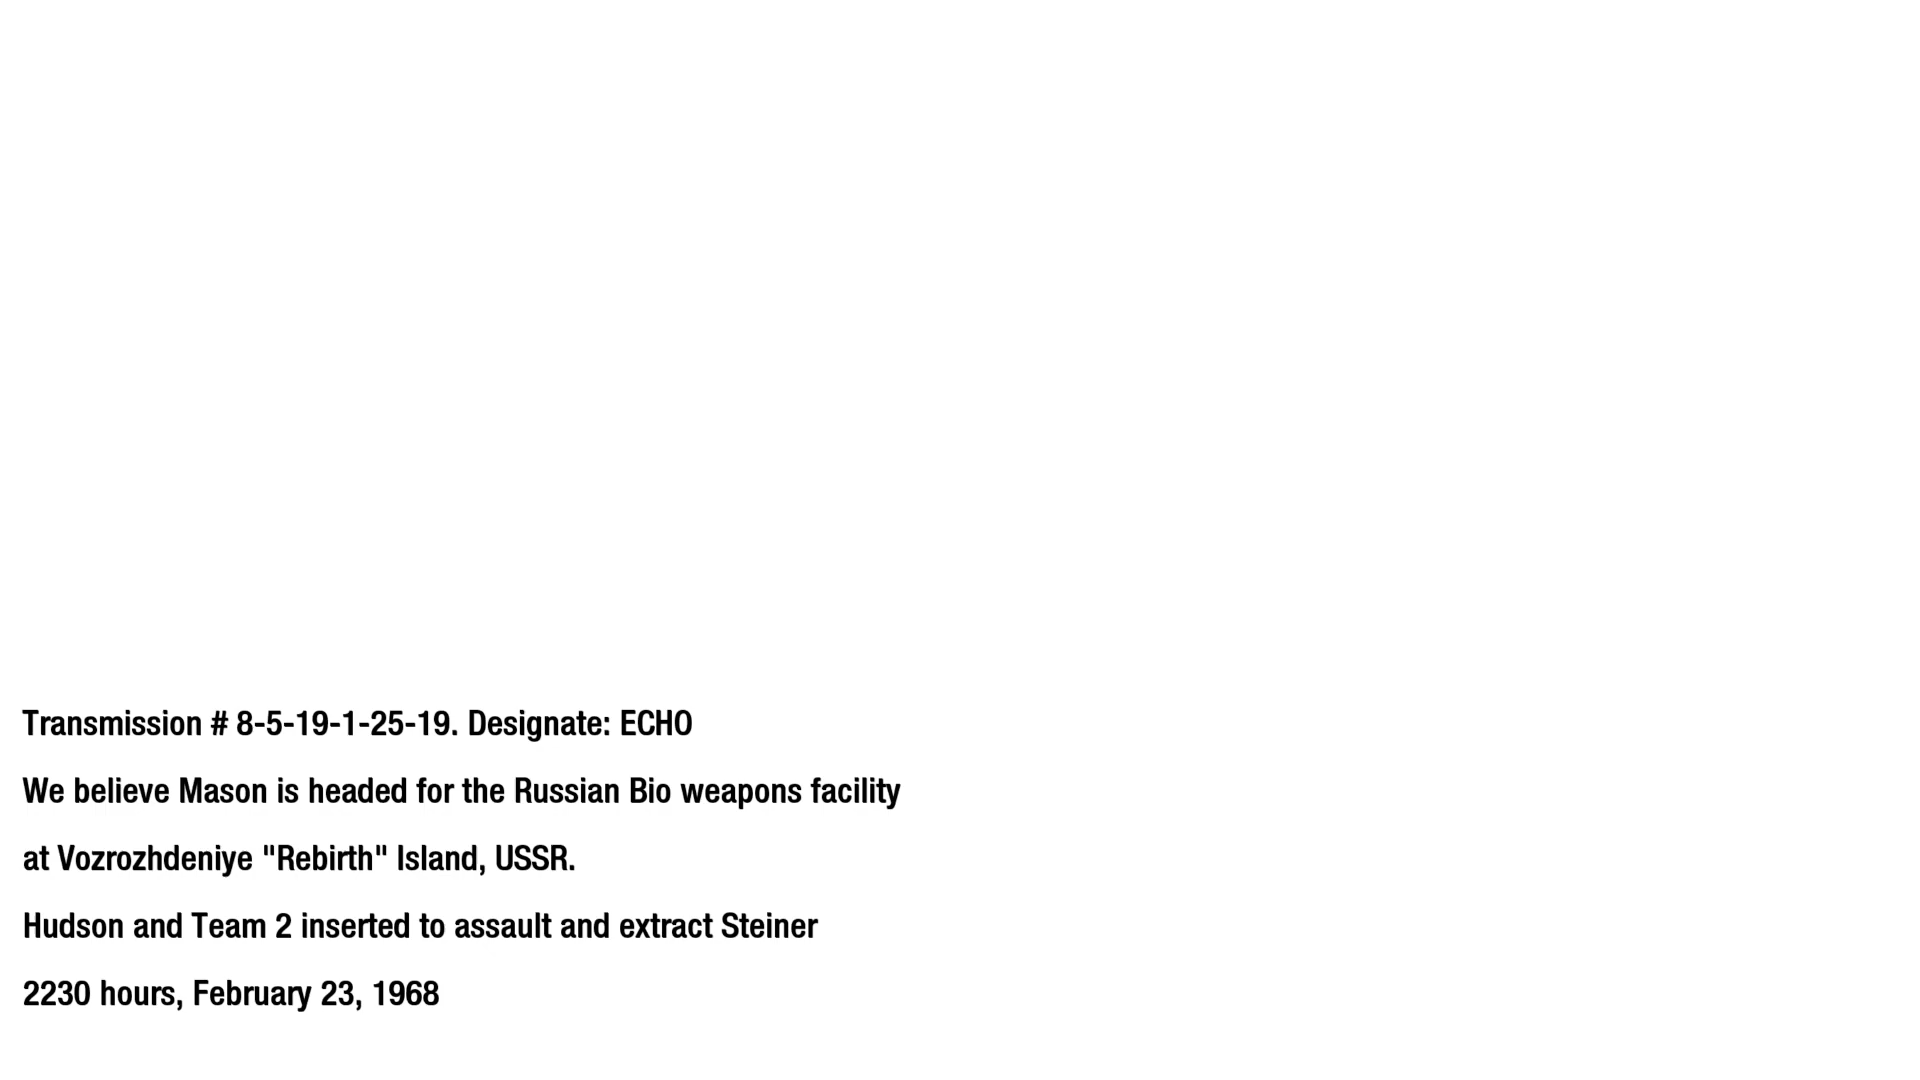 Transmission # 8-5-19-1-25-19. Designate: ECHO
We believe Mason is headed for the Russian Bio weapons facility
at Vozrozhdeniye "Rebirth" Island, USSR.
Hudson and Team 2 inserted to assault and extract Steiner
2230 hours, February 23, 1968